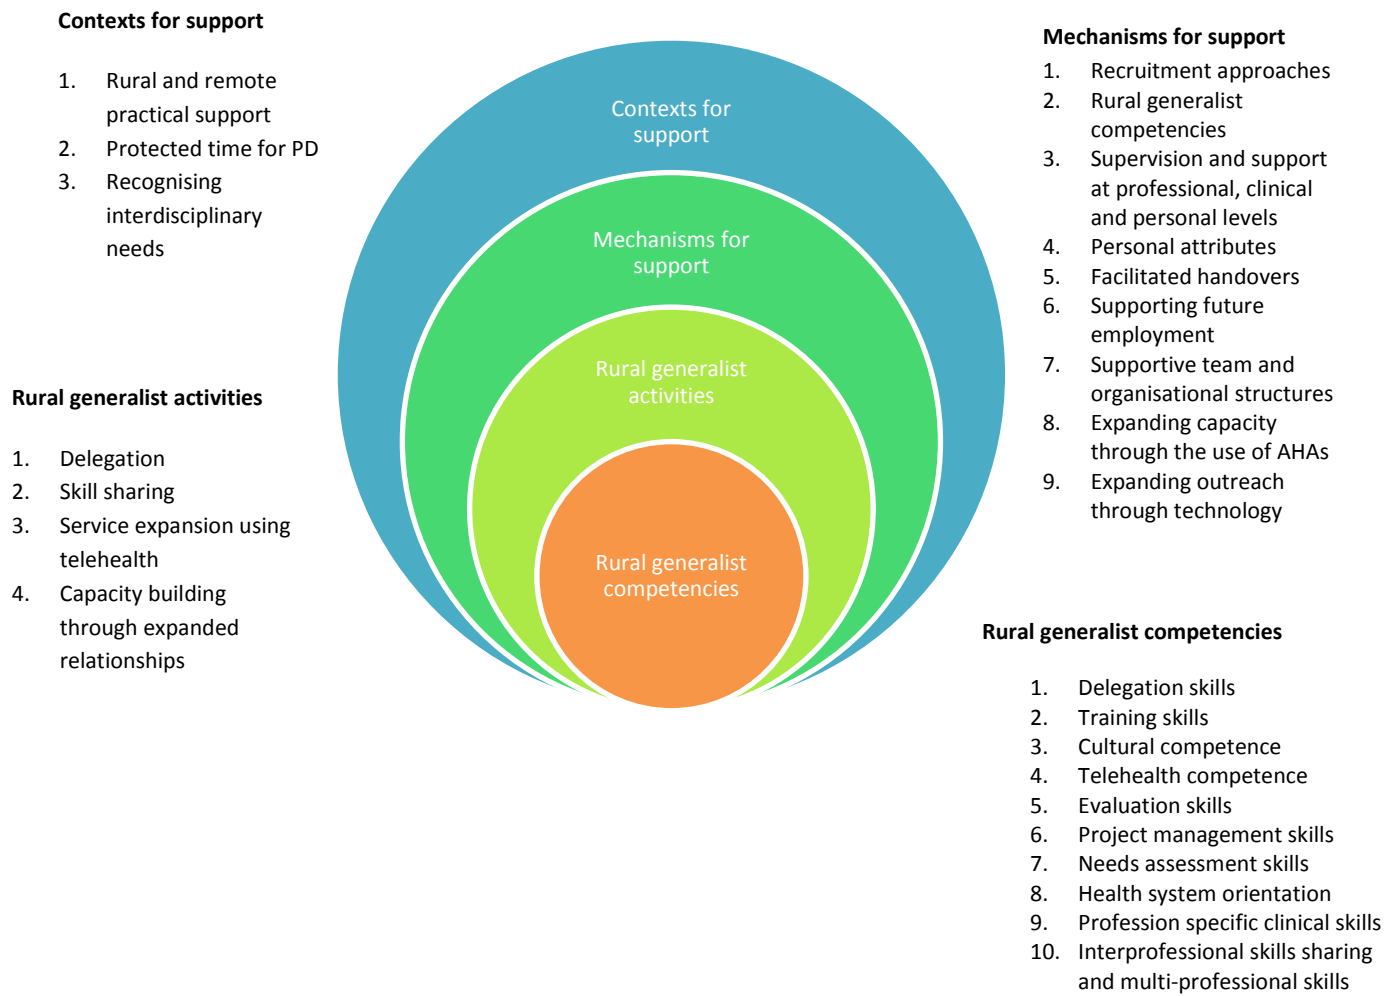 Contexts for support
1. Rural and remote
practical support
2. Protected time for PD
3. Recognising
interdisciplinary
needs
Rural generalist activities
1. Delegation
2. Skill sharing
3. Service expansion using
telehealth
4. Capacity building
through expanded
relationships
Contexts for
support
Mechanisms for
support
Rural generalist
activities
Rural generalist
competencies
Mechanisms for support
1. Recruitment approaches
2. Rural generalist
competencies
3. Supervision and support
at professional, clinical
and personal levels
4. Personal attributes
5. Facilitated handovers
6. Supporting future
employment
7. Supportive team and
organisational structures
8. Expanding capacity
through the use of AHAs
9. Expanding outreach
through technology
Rural generalist competencies
1. Delegation skills
2. Training skills
3. Cultural competence
4. Telehealth competence
5. Evaluation skills
6. Project management skills
7. Needs assessment skills
8. Health system orientation
9. Profession specific clinical skills
10. Interprofessional skills sharing
and multi-professional skills